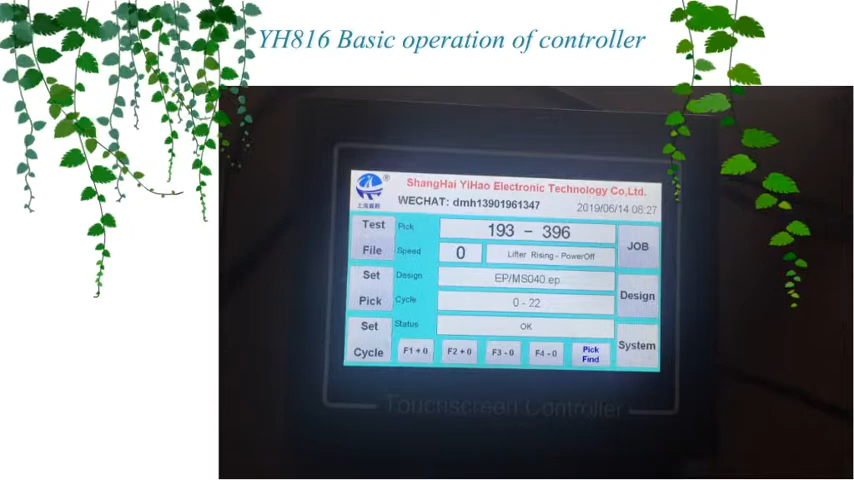 YH816 Basic operation of controller
ShangHai YiHao Electronic Technology Co,Ltd.
WECHAT: dmh13901961347
2019/06/14 08:27
Test
File
Pick
193 - 396
JOB
Speed
0
Lifter Rising - PowerOff
Set
Pick
Design
EP/MS040.ep
Design
Cycle
0 - 22
Set
Cycle
Status
OK
System
F1 + 0
F2 + 0
F3 - 0
F4 - 0
Pick
Find
Touchscreen Controller